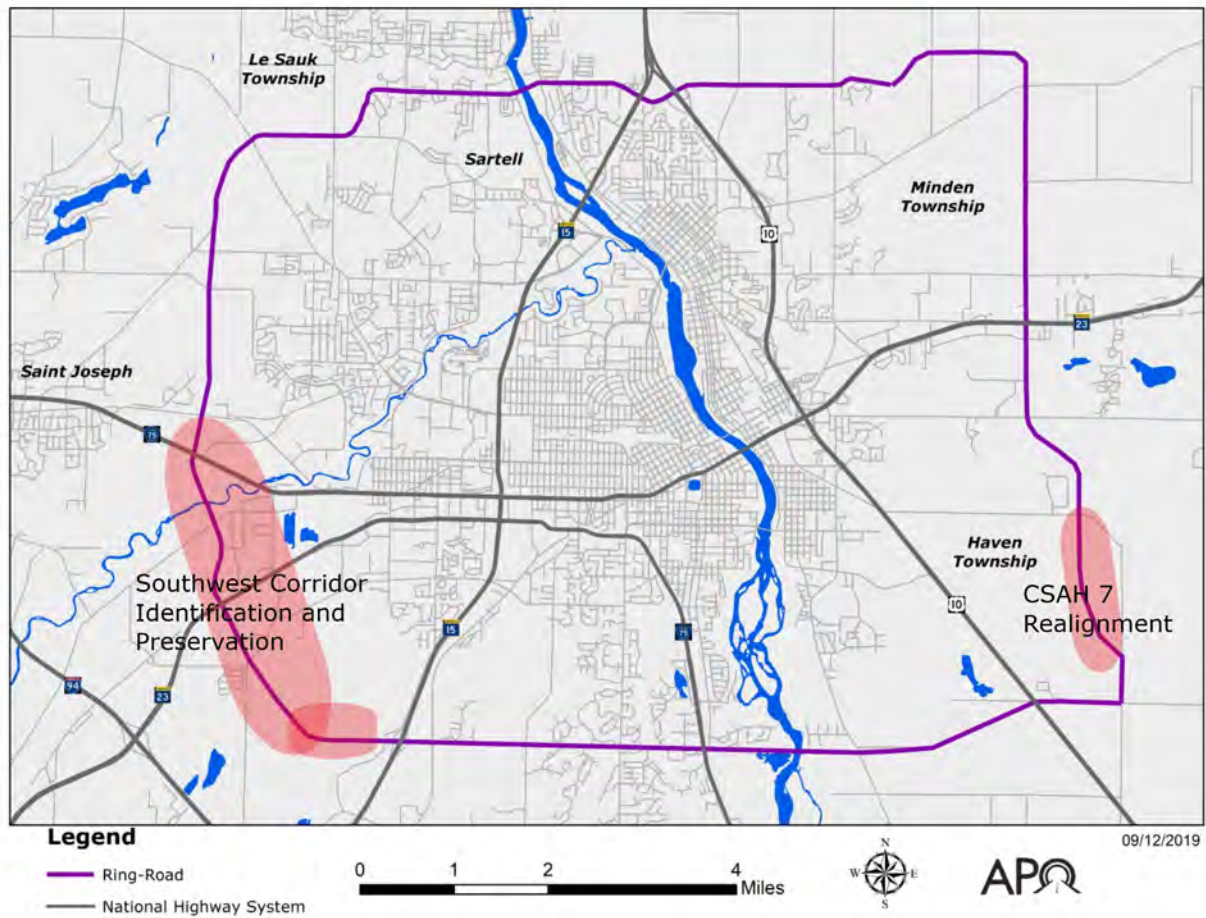 Le Sauk
Township
Sartell
15
10
Minden
Township
23
Saint Joseph
75
Haven
Township
Southwest Corridor
Identification and
Preservation
CSAH 7
Realignment
10
15
75
94
23
Legend
09/12/2019
Ring-Road
National Highway System
0 1 2 4
Miles
N
W E
S
APO